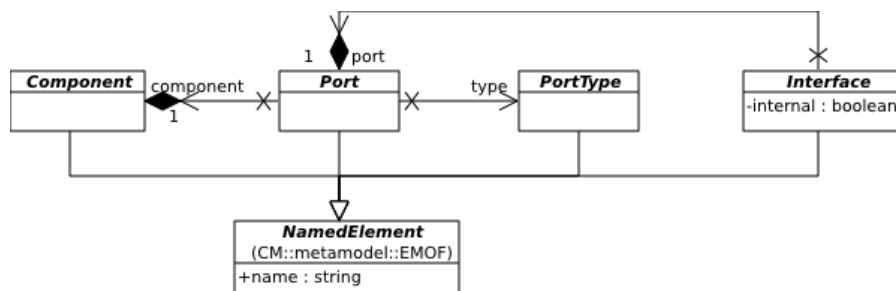 1
port
Component
component
1
Port
type
PortType
Interface
-internal : boolean
NamedElement
(CM::metamodel::EMOF)
+name : string